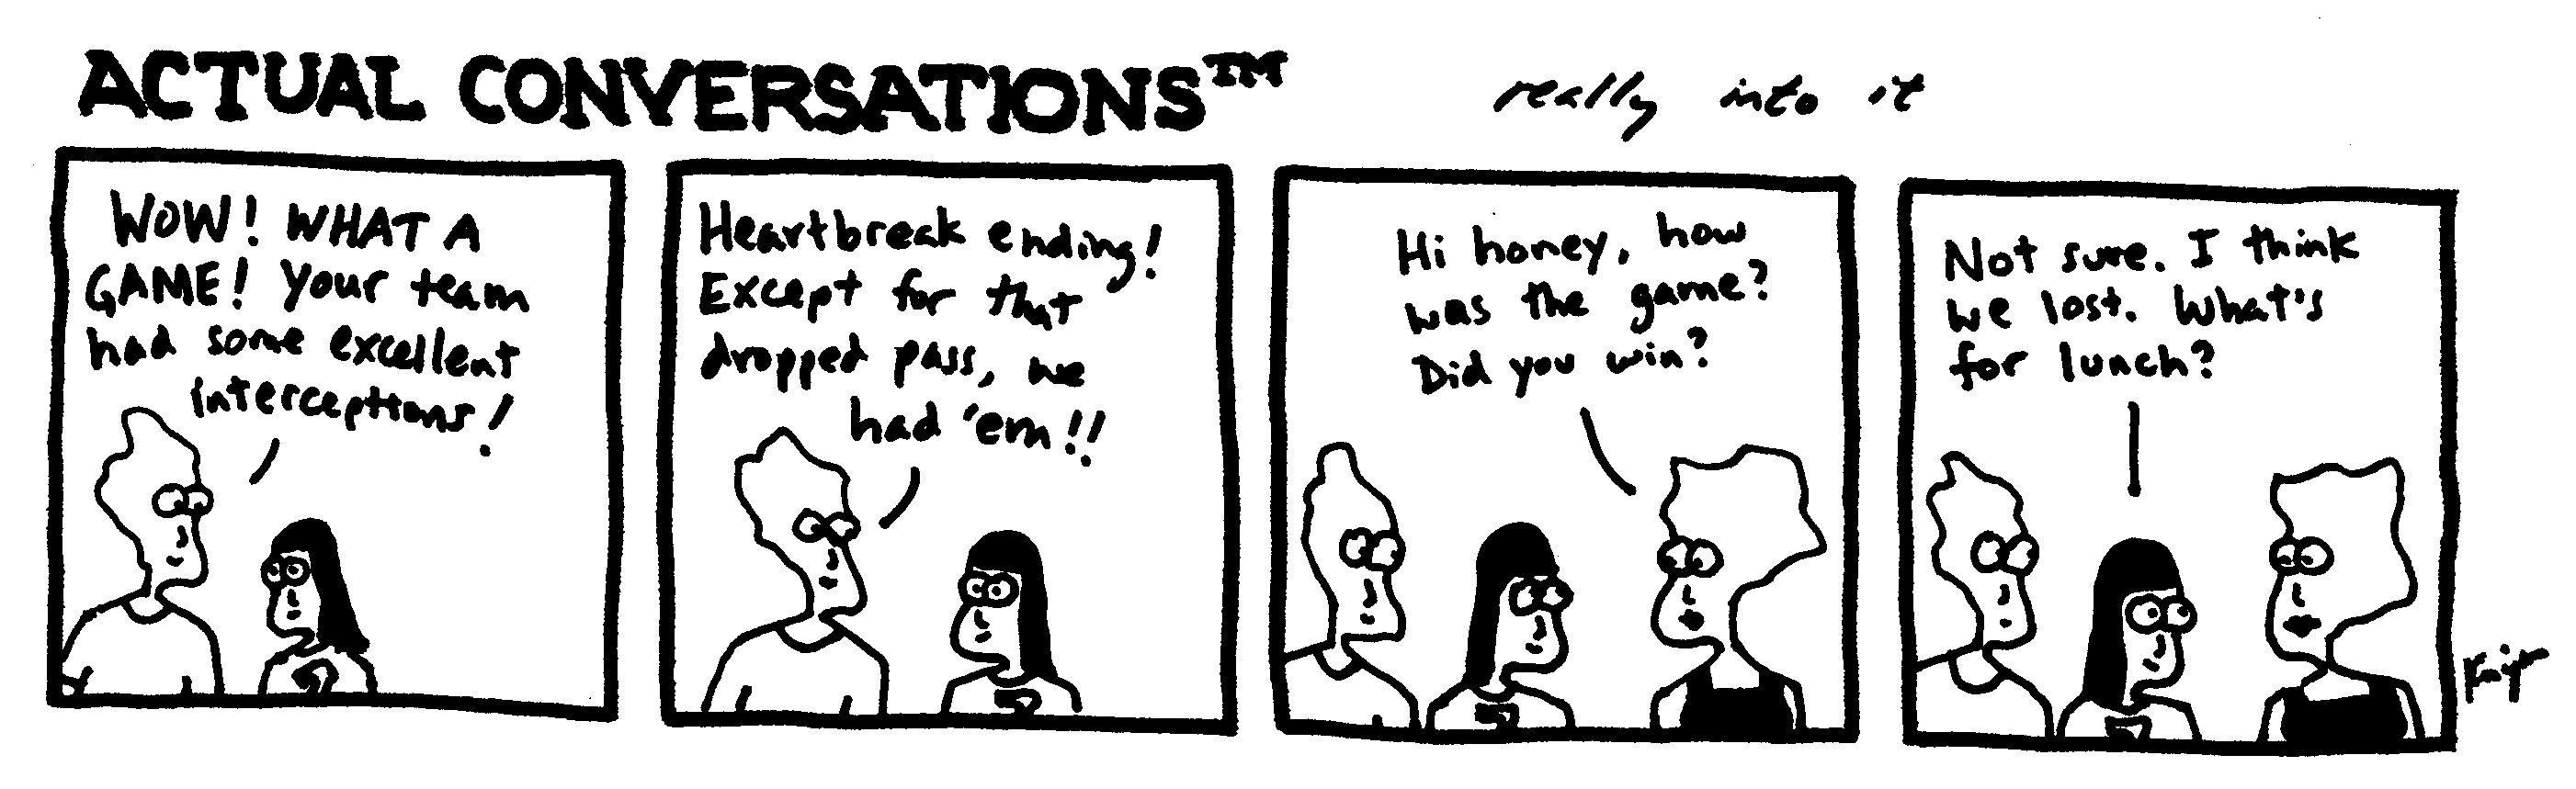 ACTUAL CONVERSATIONS™
really into it
WOW! WHAT A
GAME! Your team
had some excellent
interceptions!
Heartbreak ending!
Except for that
dropped pass, we
had 'em!!
Hi honey, how
was the game?
Did you win?
Not sure. I think
we lost. What's
for lunch?